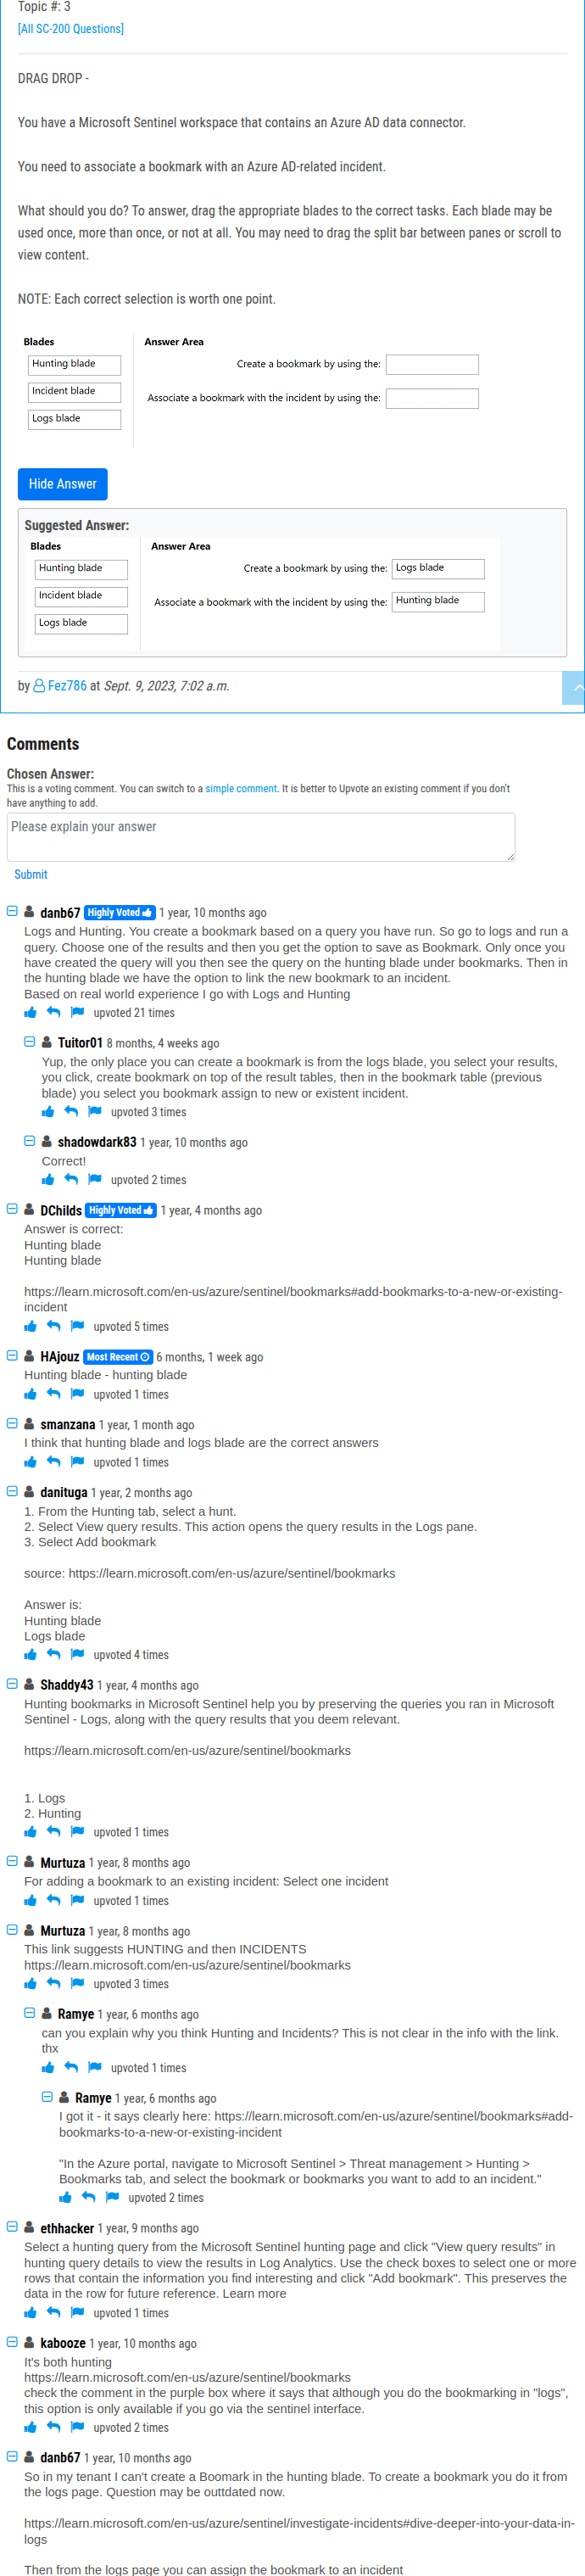 Topic #: 3
[All SC-200 Questions]
DRAG DROP -
You have a Microsoft Sentinel workspace that contains an Azure AD data connector.
You need to associate a bookmark with an Azure AD-related incident.
What should you do? To answer, drag the appropriate blades to the correct tasks. Each blade may be
used once, more than once, or not at all. You may need to drag the split bar between panes or scroll to
view content.
NOTE: Each correct selection is worth one point.
Blades
Answer Area
Hunting blade
Create a bookmark by using the:
Incident blade
Associate a bookmark with the incident by using the:
Logs blade
Hide Answer
Suggested Answer:
Blades
Answer Area
Hunting blade
Create a bookmark by using the: Logs blade
Incident blade
Associate a bookmark with the incident by using the: Hunting blade
Logs blade
by Fez786 at Sept. 9, 2023, 7:02 a.m.
Comments
Chosen Answer:
This is a voting comment. You can switch to a simple comment. It is better to Upvote an existing comment if you don't
have anything to add.
Please explain your answer
Submit
danb67 Highly Voted 1 year, 10 months ago
Logs and Hunting. You create a bookmark based on a query you have run. So go to logs and run a
query. Choose one of the results and then you get the option to save as Bookmark. Only once you
have created the query will you then see the query on the hunting blade under bookmarks. Then in
the hunting blade we have the option to link the new bookmark to an incident.
Based on real world experience I go with Logs and Hunting
upvoted 21 times
Tuitor01 8 months, 4 weeks ago
Yup, the only place you can create a bookmark is from the logs blade, you select your results,
you click, create bookmark on top of the result tables, then in the bookmark table (previous
blade) you select you bookmark assign to new or existent incident.
upvoted 3 times
shadowdark83 1 year, 10 months ago
Correct!
upvoted 2 times
DChilds Highly Voted 1 year, 4 months ago
Answer is correct:
Hunting blade
Hunting blade
https://learn.microsoft.com/en-us/azure/sentinel/bookmarks#add-bookmarks-to-a-new-or-existing-
incident
upvoted 5 times
HAjouz Most Recent 6 months, 1 week ago
Hunting blade - hunting blade
upvoted 1 times
smanzana 1 year, 1 month ago
I think that hunting blade and logs blade are the correct answers
upvoted 1 times
danituga 1 year, 2 months ago
1. From the Hunting tab, select a hunt.
2. Select View query results. This action opens the query results in the Logs pane.
3. Select Add bookmark
source: https://learn.microsoft.com/en-us/azure/sentinel/bookmarks
Answer is:
Hunting blade
Logs blade
upvoted 4 times
Shaddy43 1 year, 4 months ago
Hunting bookmarks in Microsoft Sentinel help you by preserving the queries you ran in Microsoft
Sentinel - Logs, along with the query results that you deem relevant.
https://learn.microsoft.com/en-us/azure/sentinel/bookmarks
1. Logs
2. Hunting
upvoted 1 times
Murtuza 1 year, 8 months ago
For adding a bookmark to an existing incident: Select one incident
upvoted 1 times
Murtuza 1 year, 8 months ago
This link suggests HUNTING and then INCIDENTS
https://learn.microsoft.com/en-us/azure/sentinel/bookmarks
upvoted 3 times
Ramye 1 year, 6 months ago
can you explain why you think Hunting and Incidents? This is not clear in the info with the link.
thx
upvoted 1 times
Ramye 1 year, 6 months ago
I got it - it says clearly here: https://learn.microsoft.com/en-us/azure/sentinel/bookmarks#add-
bookmarks-to-a-new-or-existing-incident
"In the Azure portal, navigate to Microsoft Sentinel > Threat management > Hunting >
Bookmarks tab, and select the bookmark or bookmarks you want to add to an incident."
upvoted 2 times
ethhacker 1 year, 9 months ago
Select a hunting query from the Microsoft Sentinel hunting page and click "View query results" in
hunting query details to view the results in Log Analytics. Use the check boxes to select one or more
rows that contain the information you find interesting and click "Add bookmark". This preserves the
data in the row for future reference. Learn more
upvoted 1 times
kabooze 1 year, 10 months ago
It's both hunting
https://learn.microsoft.com/en-us/azure/sentinel/bookmarks
check the comment in the purple box where it says that although you do the bookmarking in "logs",
this option is only available if you go via the sentinel interface.
upvoted 2 times
danb67 1 year, 10 months ago
So in my tenant I can't create a Boomark in the hunting blade. To create a bookmark you do it from
the logs page. Question may be outtdated now.
https://learn.microsoft.com/en-us/azure/sentinel/investigate-incidents#dive-deeper-into-your-data-in-
logs
Then from the logs page you can assign the bookmark to an incident